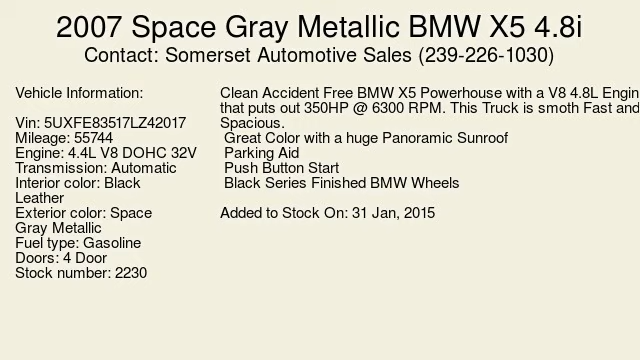 2007 Space Gray Metallic BMW X5 4.8i
Contact: Somerset Automotive Sales (239-226-1030)
Vehicle Information:
Vin: 5UXFE83517LZ42017
Mileage: 55744
Engine: 4.4L V8 DOHC 32V
Transmission: Automatic
Interior color: Black
Leather
Exterior color: Space
Gray Metallic
Fuel type: Gasoline
Doors: 4 Door
Stock number: 2230
Clean Accident Free BMW X5 Powerhouse with a V8 4.8L Engin
that puts out 350HP @ 6300 RPM. This Truck is smoth Fast and
Spacious.
Great Color with a huge Panoramic Sunroof
Parking Aid
Push Button Start
Black Series Finished BMW Wheels
Added to Stock On: 31 Jan, 2015